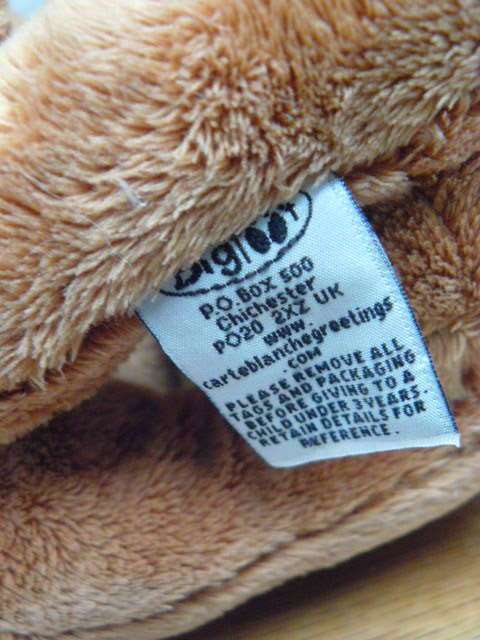 Bigfoot
P.O. BOX 500
Chichester
PO20 2XZ UK
www.
carteblanchegreetings
.COM
PLEASE REMOVE ALL
TAGS AND PACKAGING
BEFORE GIVING TO A
CHILD UNDER 3 YEARS.
RETAIN DETAILS FOR
REFERENCE.